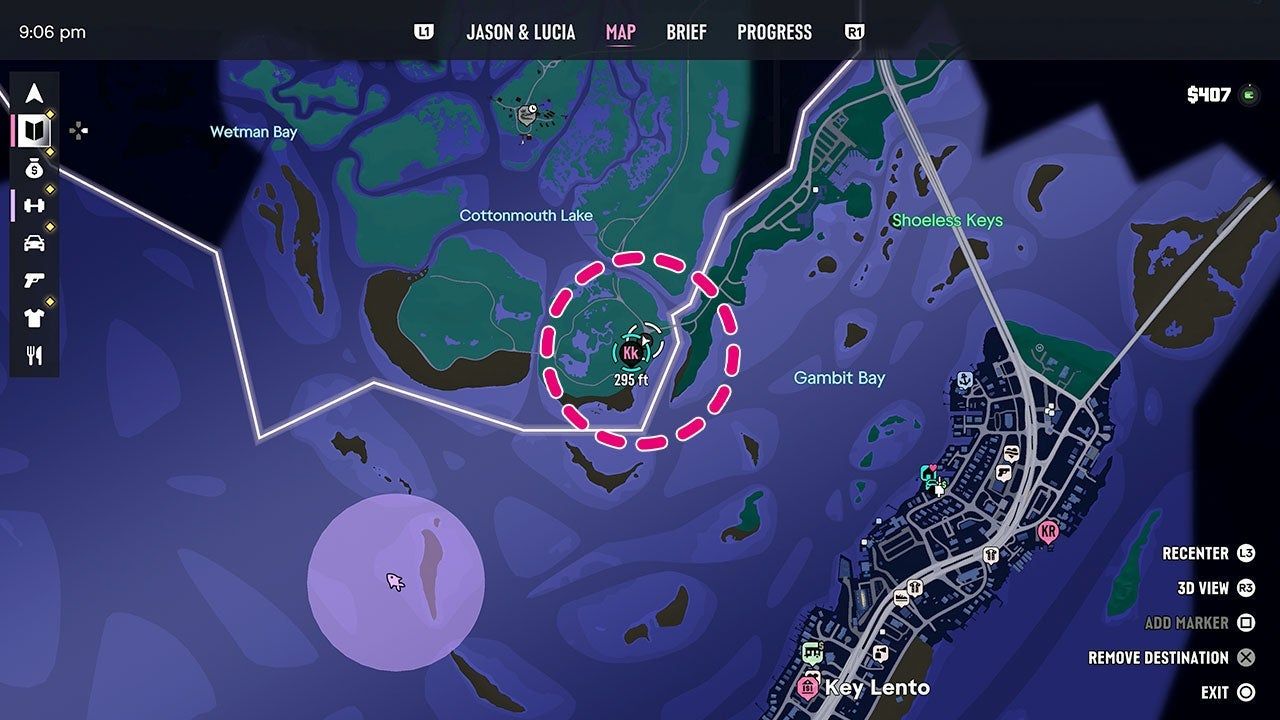 9:06 pm
L1 JASON & LUCIA MAP BRIEF PROGRESS R1
$407
Wetman Bay
Cottonmouth Lake
Shoeless Keys
Kk
295 ft
Gambit Bay
KR
Key Lento
RECENTER L3
3D VIEW R3
ADD MARKER
REMOVE DESTINATION
EXIT